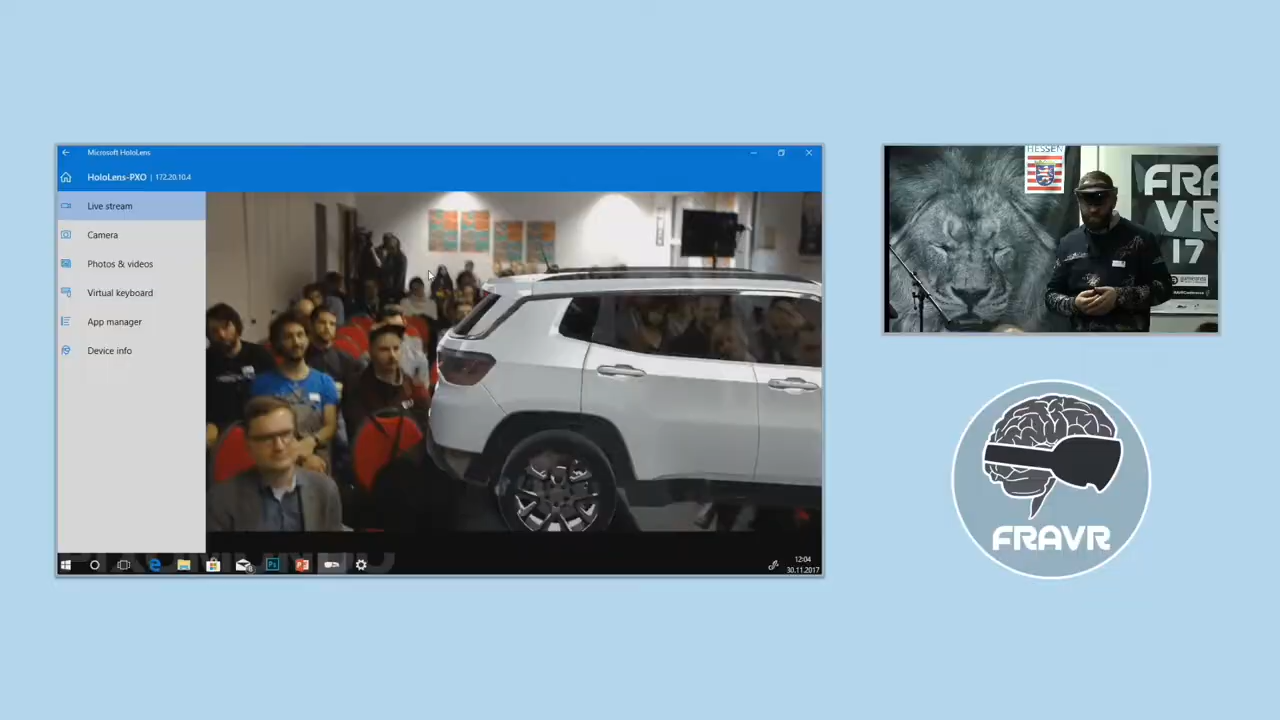 Microsoft HoloLens
HoloLens-PXO | 172.20.10.4
Live stream
Camera
Photos & videos
Virtual keyboard
App manager
Device info
12:04
30.11.2017
HESSEN
FRA
VR
17
FRAVR